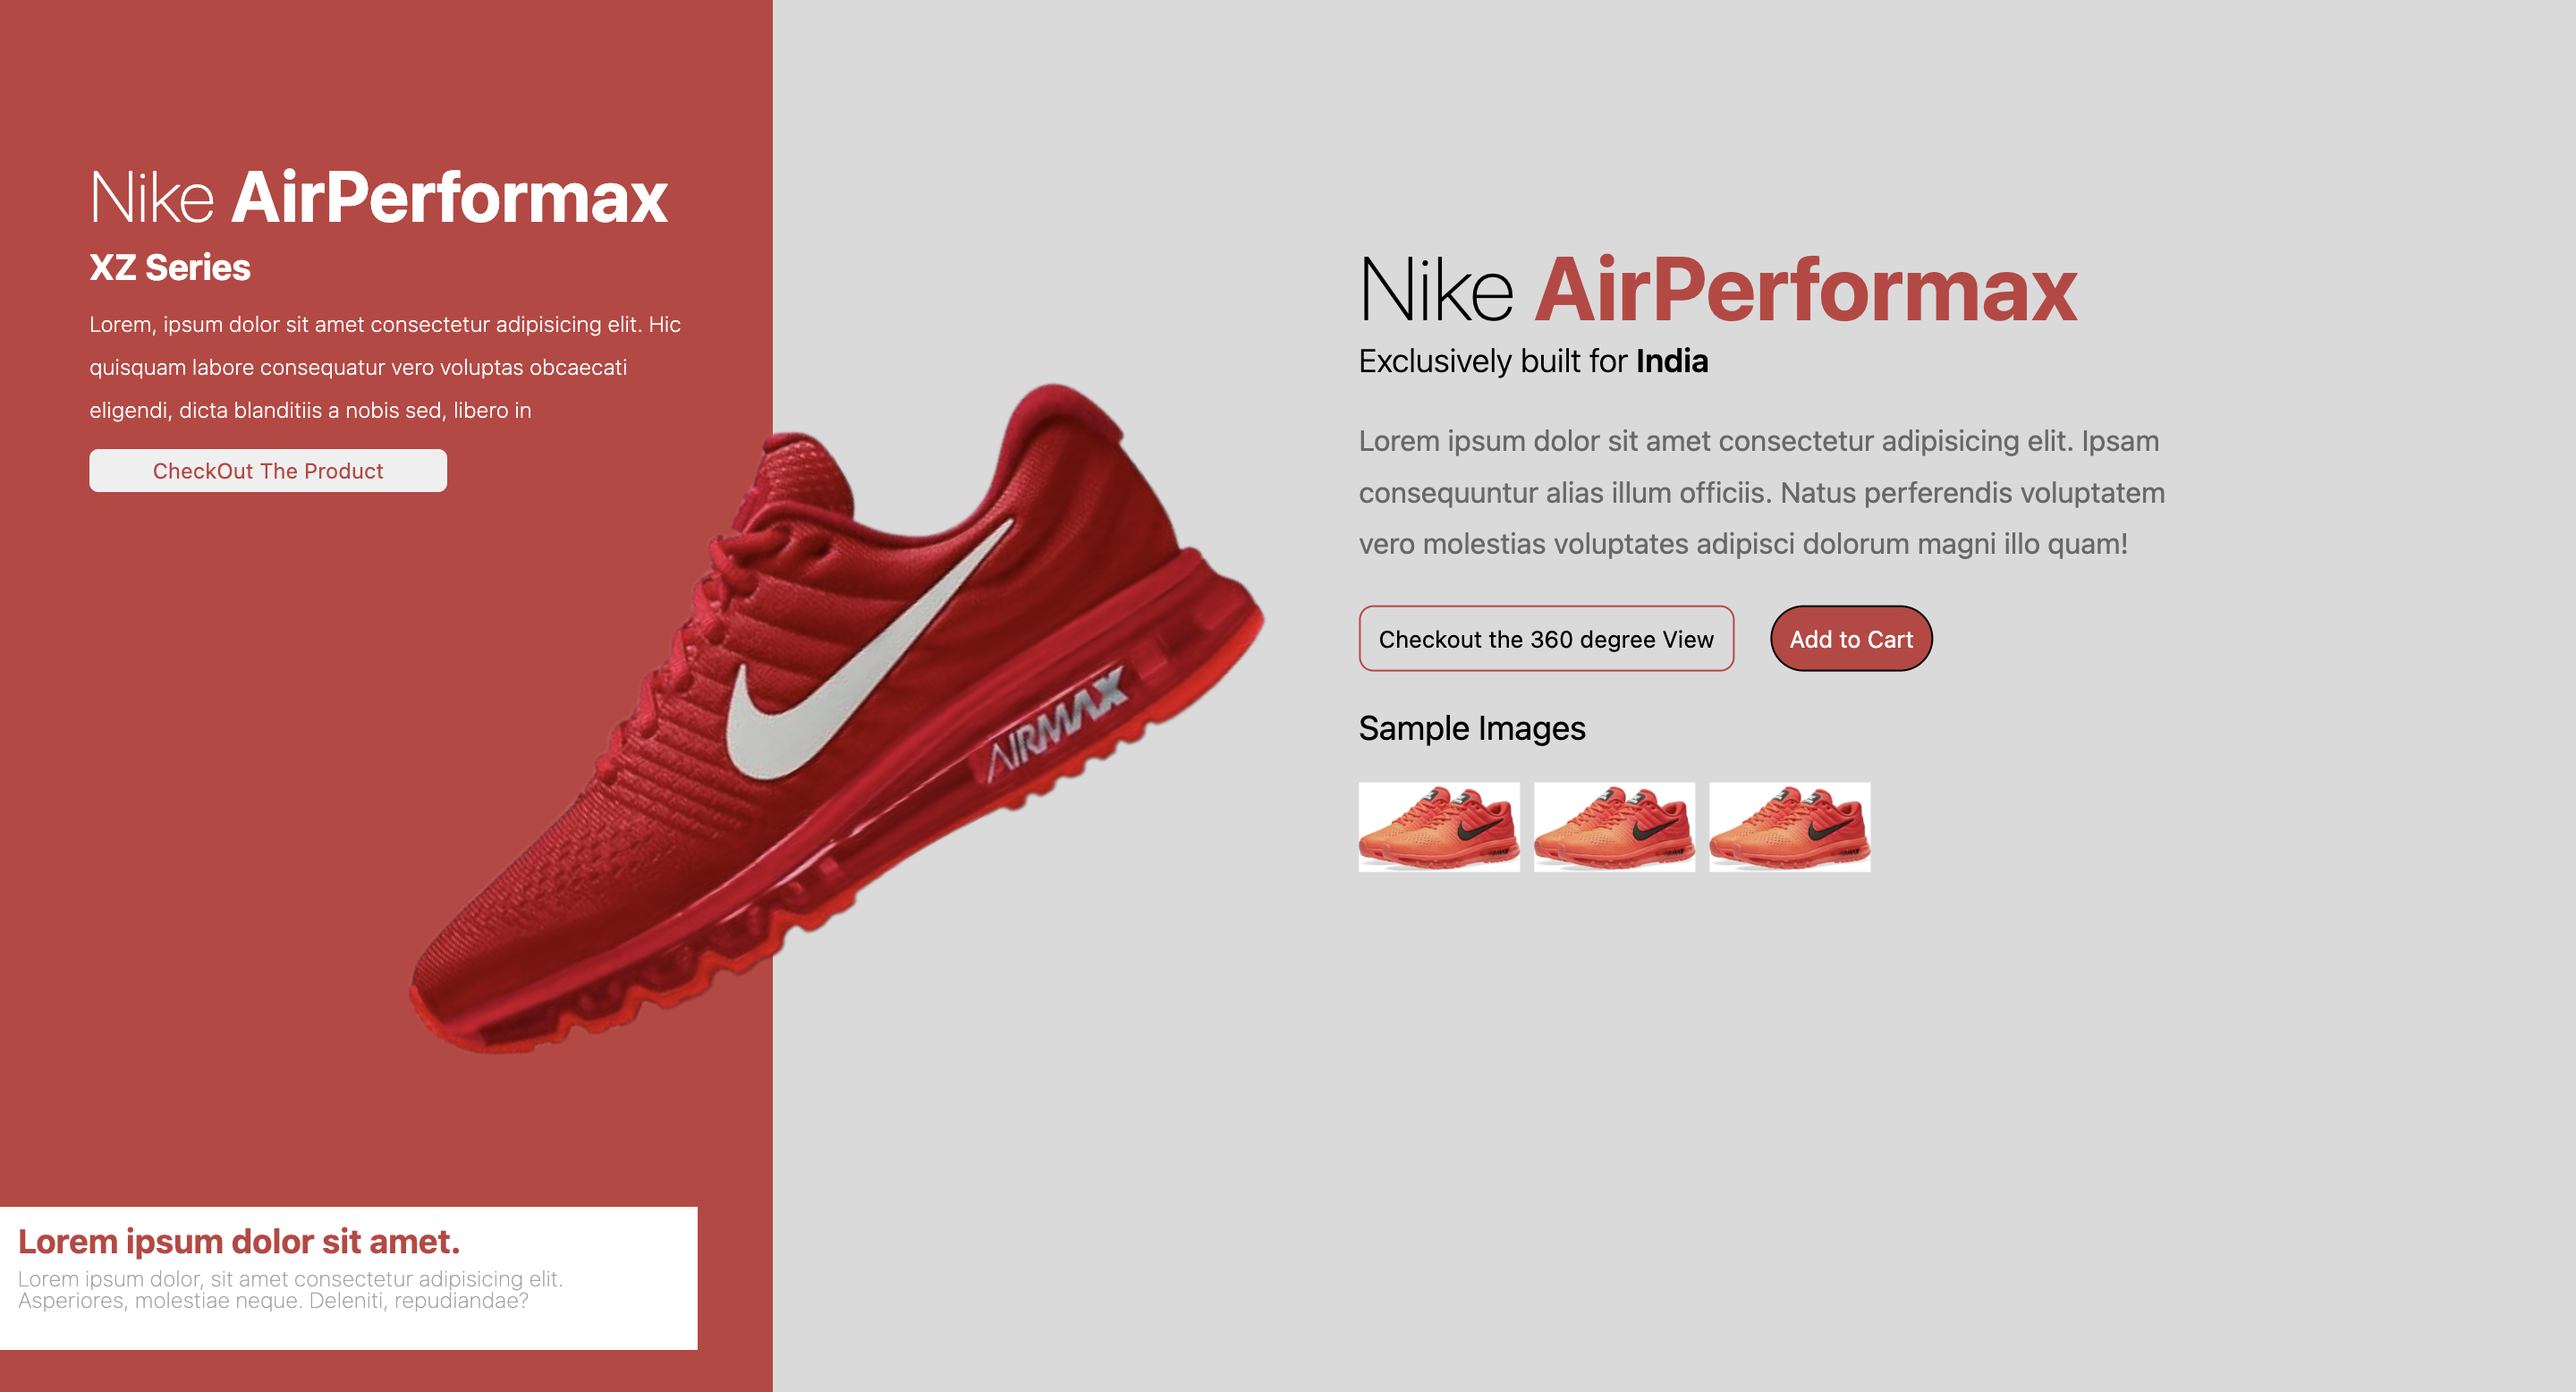 Nike AirPerformax
XZ Series
Lorem, ipsum dolor sit amet consectetur adipisicing elit. Hic
quisquam labore consequatur vero voluptas obcaecati
eligendi, dicta blanditiis a nobis sed, libero in
CheckOut The Product
AIRMAX
Lorem ipsum dolor sit amet.
Lorem ipsum dolor, sit amet consectetur adipisicing elit.
Asperiores, molestiae neque. Deleniti, repudiandae?
Nike AirPerformax
Exclusively built for India
Lorem ipsum dolor sit amet consectetur adipisicing elit. Ipsam
consequuntur alias illum officiis. Natus perferendis voluptatem
vero molestias voluptates adipisci dolorum magni illo quam!
Checkout the 360 degree View
Add to Cart
Sample Images